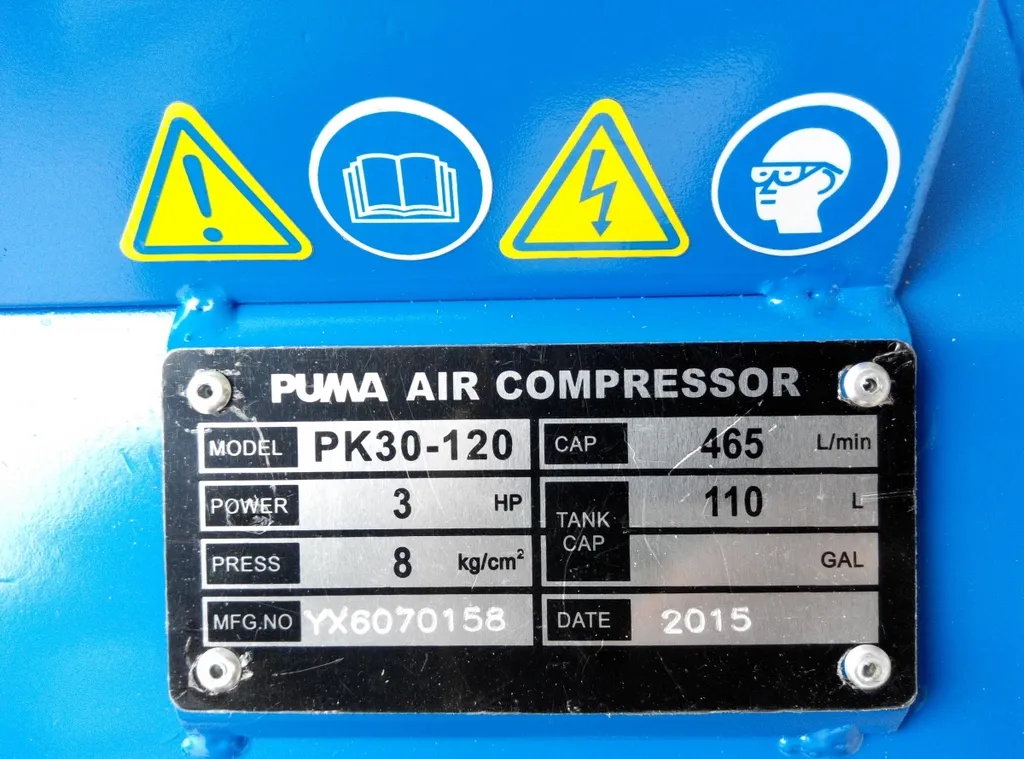 PUMA AIR COMPRESSOR
MODEL PK30-120 CAP 465 L/min
POWER 3 HP TANK CAP 110 L
PRESS 8 kg/cm² GAL
MFG.NO YX6070158 DATE 2015